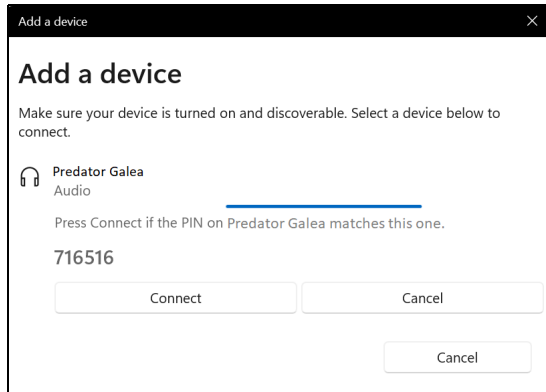 Add a device
Add a device
Make sure your device is turned on and discoverable. Select a device below to
connect.
Predator Galea
Audio
Press Connect if the PIN on Predator Galea matches this one.
716516
Connect Cancel
Cancel